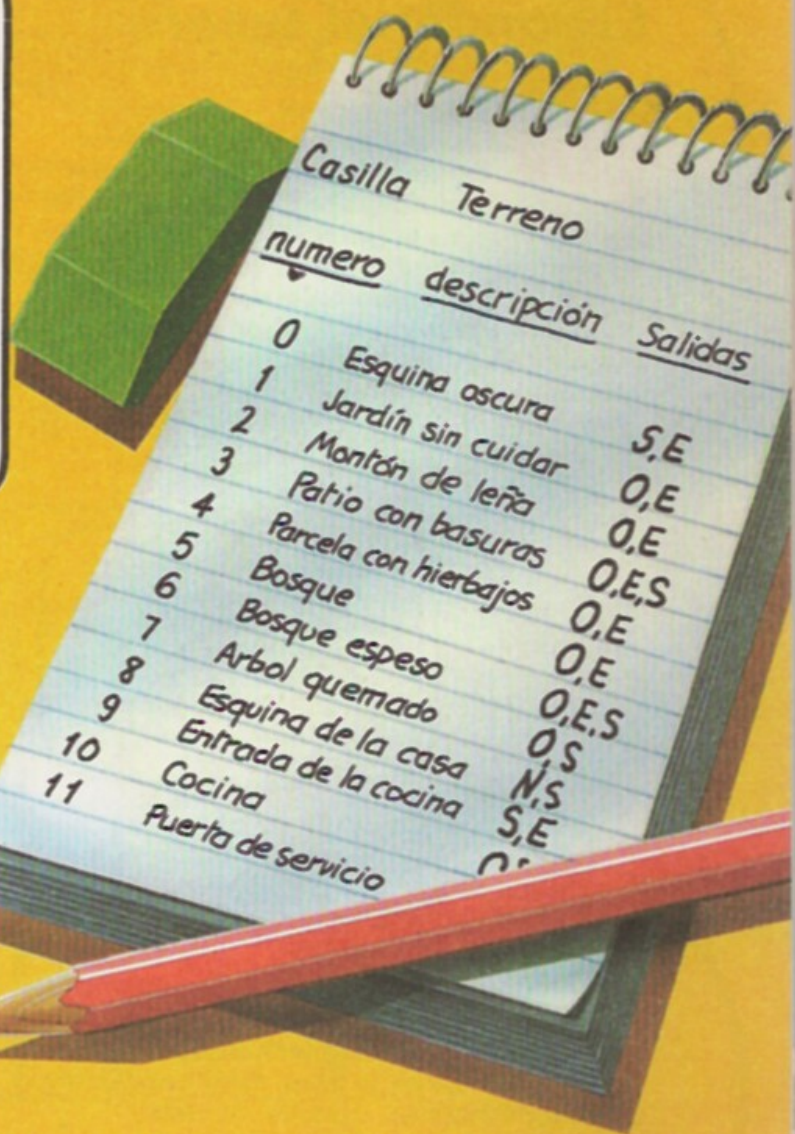 Casilla Terreno
numero descripción Salidas
0 Esquina oscura S,E
1 Jardín sin cuidar O,E
2 Montón de leña O,E
3 Patio con basuras O,E,S
4 Parcela con hierbajos O,E
5 Bosque O,E
6 Bosque espeso O,E,S
7 Arbol quemado O,S
8 Esquina de la casa N,S
9 Entrada de la cocina S,E
10 Cocina
11 Puerta de servicio